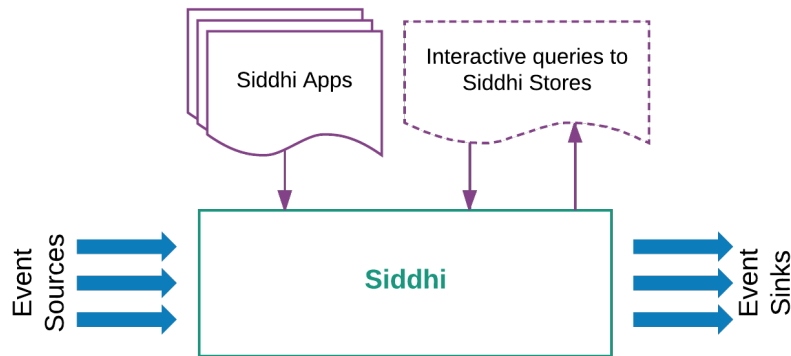 Siddhi Apps
Interactive queries to
Siddhi Stores
Event
Sources
Siddhi
Event
Sinks